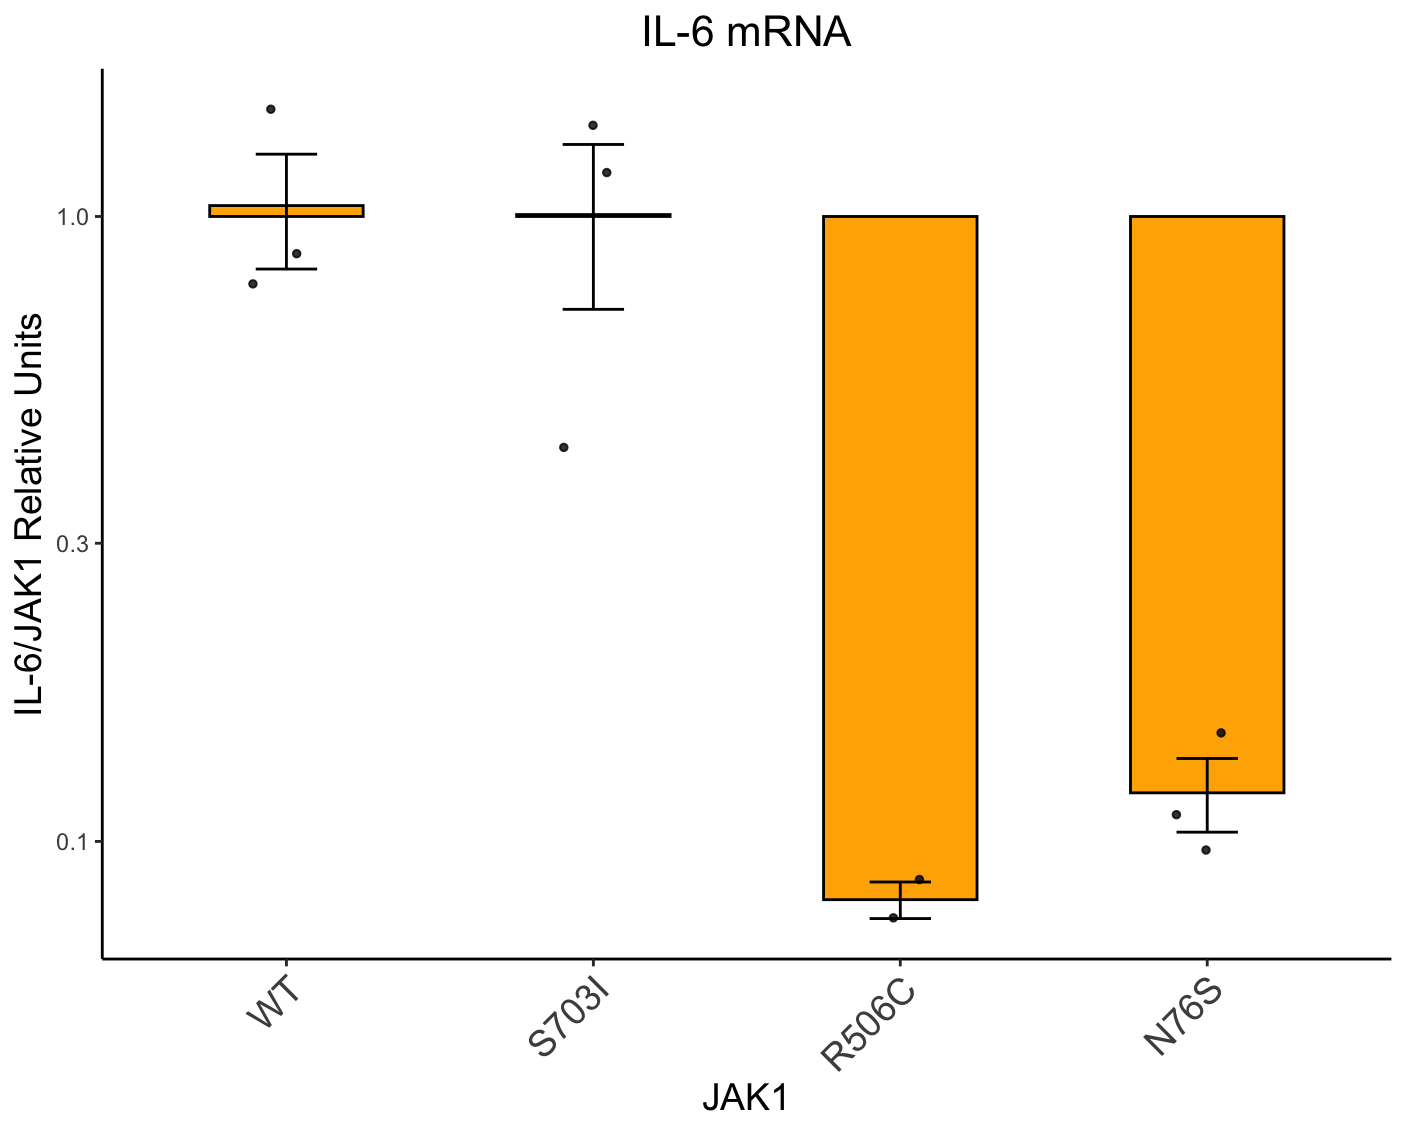 IL-6 mRNA
IL-6/JAK1 Relative Units
1.0
0.3
0.1
WT
S703I
R506C
N76S
JAK1